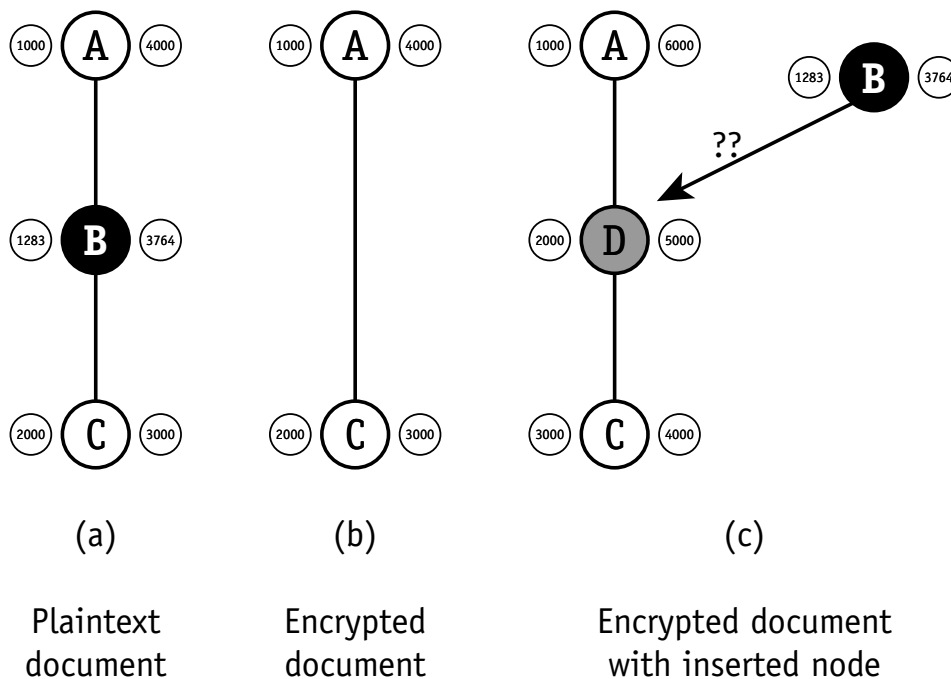 1000 A 4000
1000 A 4000
1000 A 6000
1283 B 3764
??
1283 B 3764
2000 D 5000
2000 C 3000
2000 C 3000
3000 C 4000
(a)
(b)
(c)
Plaintext
document
Encrypted
document
Encrypted document
with inserted node